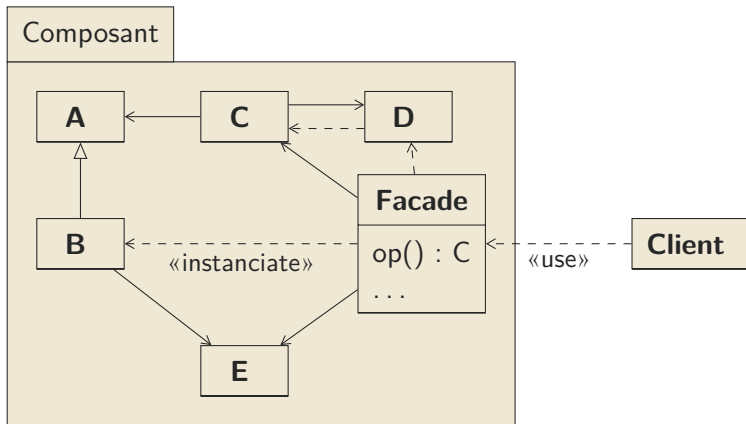 Composant
A
C
D
Facade
B
«instanciate»
op() : C
. . .
«use»
Client
E